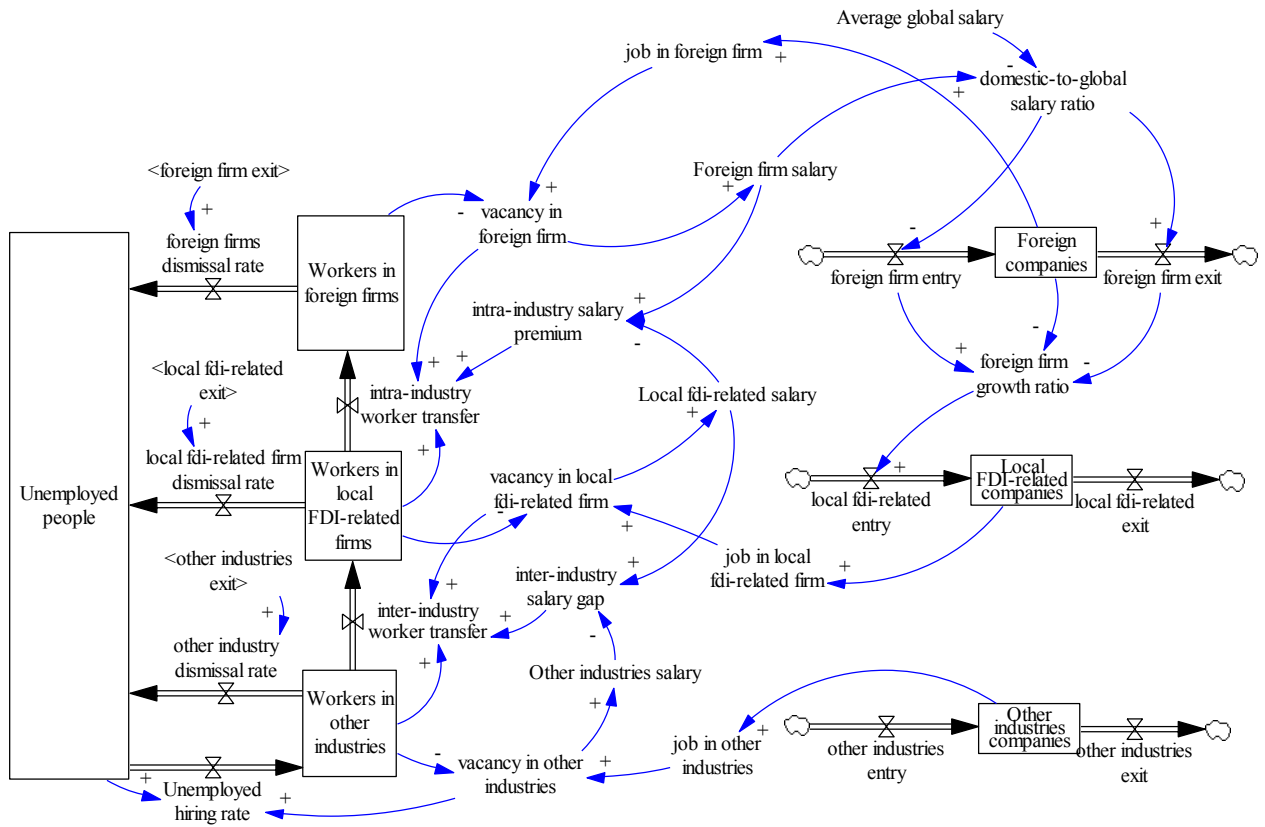 Average global salary
job in foreign firm
+
-
domestic-to-global
salary ratio
+
<foreign firm exit>
+
Foreign firm salary
+
+
-
vacancy in
foreign firm
foreign firms
dismissal rate
Workers in
foreign firms
-
+
Foreign
companies
foreign firm entry
foreign firm exit
intra-industry salary
premium
+
-
-
+
-
foreign firm
growth ratio
<local fdi-related
exit>
+
+
+
intra-industry
worker transfer
Local fdi-related salary
+
+
local fdi-related firm
dismissal rate
Workers in
local
FDI-related
firms
+
vacancy in local
fdi-related firm
-
+
Local
FDI-related
companies
local fdi-related
entry
local fdi-related
exit
Unemployed
people
+
job in local
fdi-related firm
+
<other industries
exit>
+
inter-industry
salary gap
+
+
inter-industry
worker transfer
+
-
other industry
dismissal rate
+
Other industries salary
+
Workers in
other
industries
-
vacancy in other
industries
+
job in other
industries
+
Other
industries
companies
other industries
entry
other industries
exit
+
Unemployed
hiring rate
+